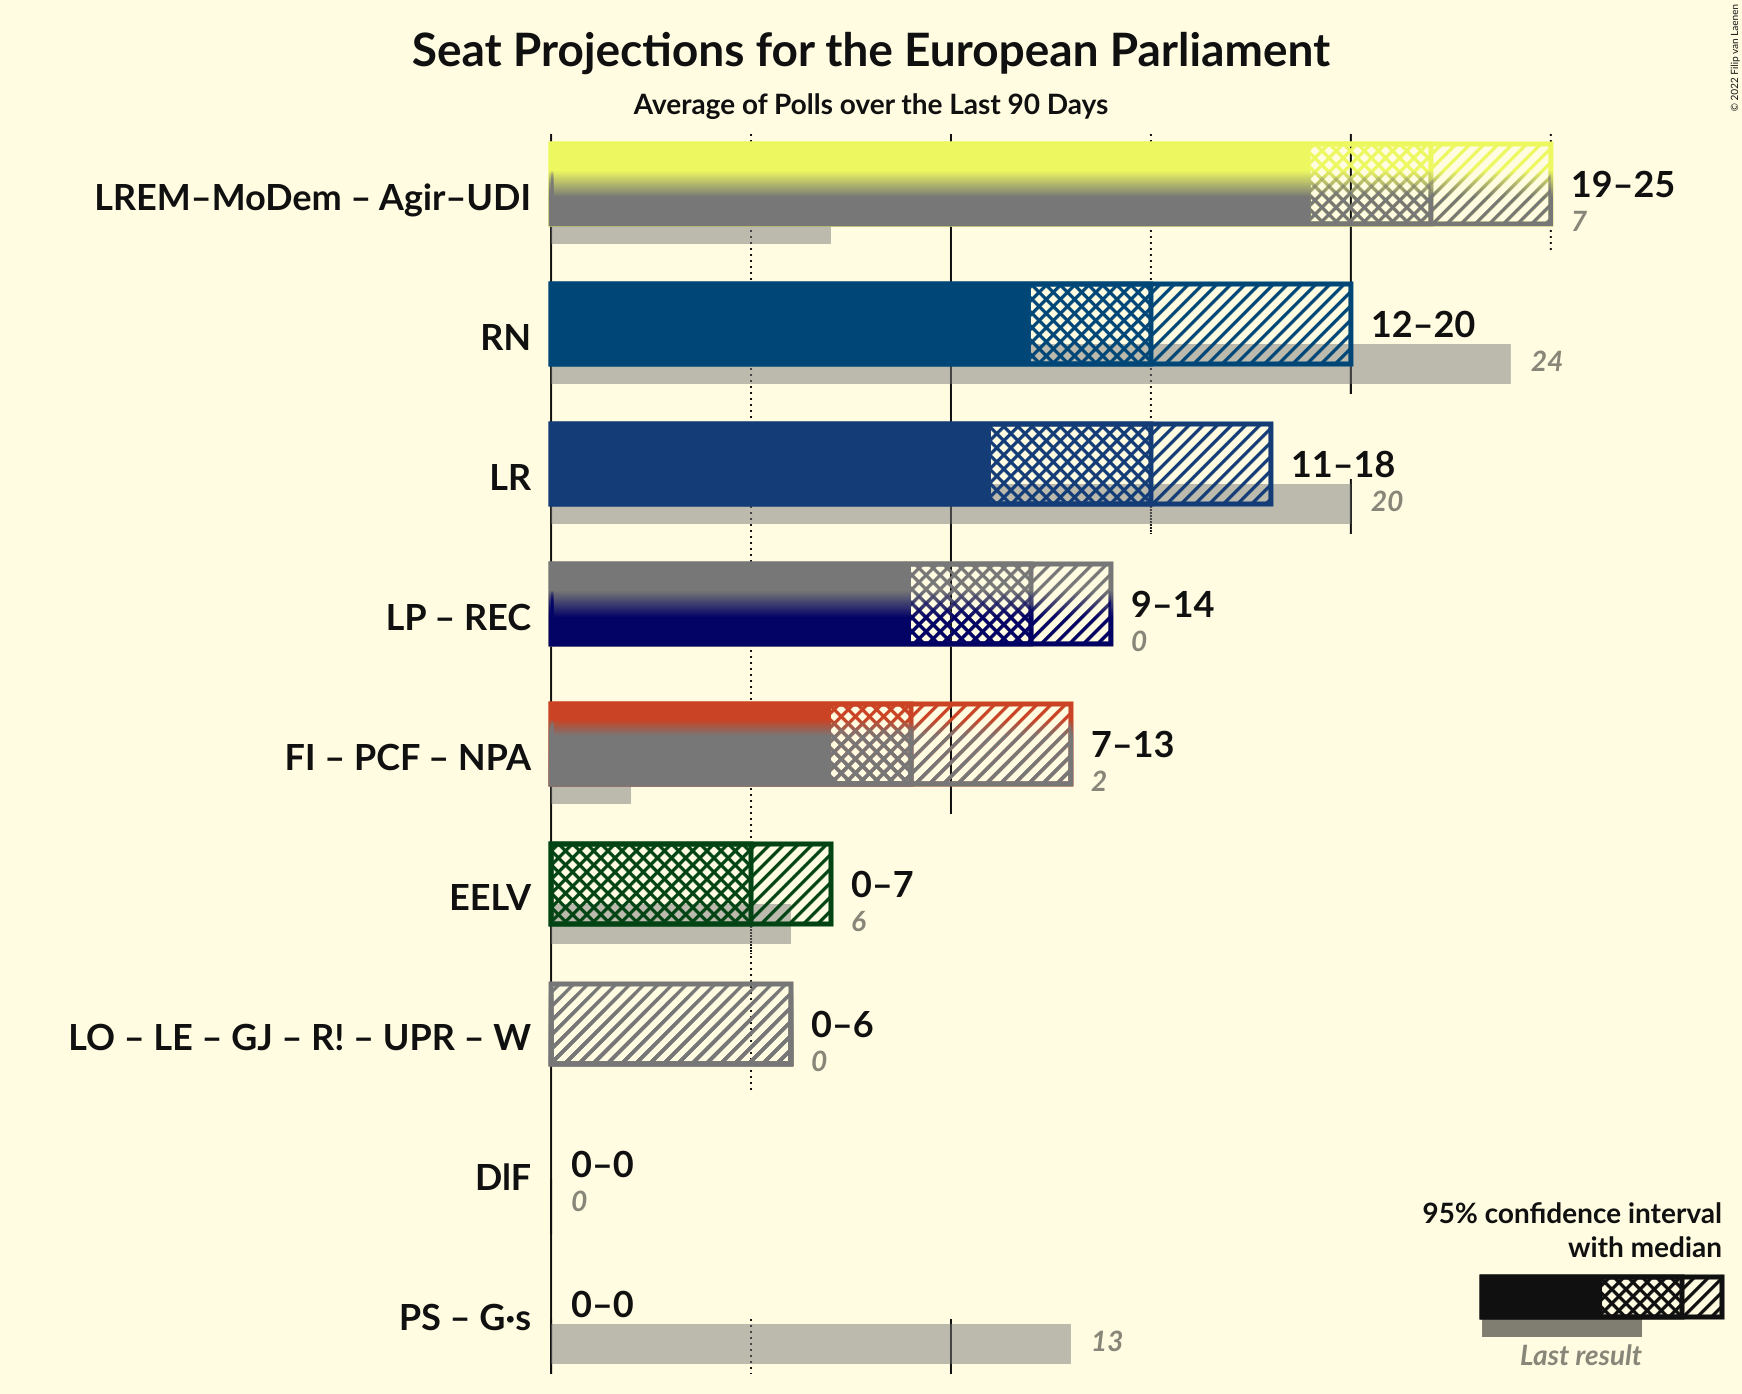 Seat Projections for the European Parliament
Average of Polls over the Last 90 Days
© 2022 Filip van Laenen
LREM–MoDem – Agir–UDI
19–25
7
RN
12–20
24
LR
11–18
20
LP – REC
9–14
0
FI – PCF – NPA
7–13
2
EELV
0–7
6
LO – LE – GJ – R! – UPR – W
0–6
0
DlF
0–0
0
PS – G·s
0–0
13
95% confidence interval
with median
Last result